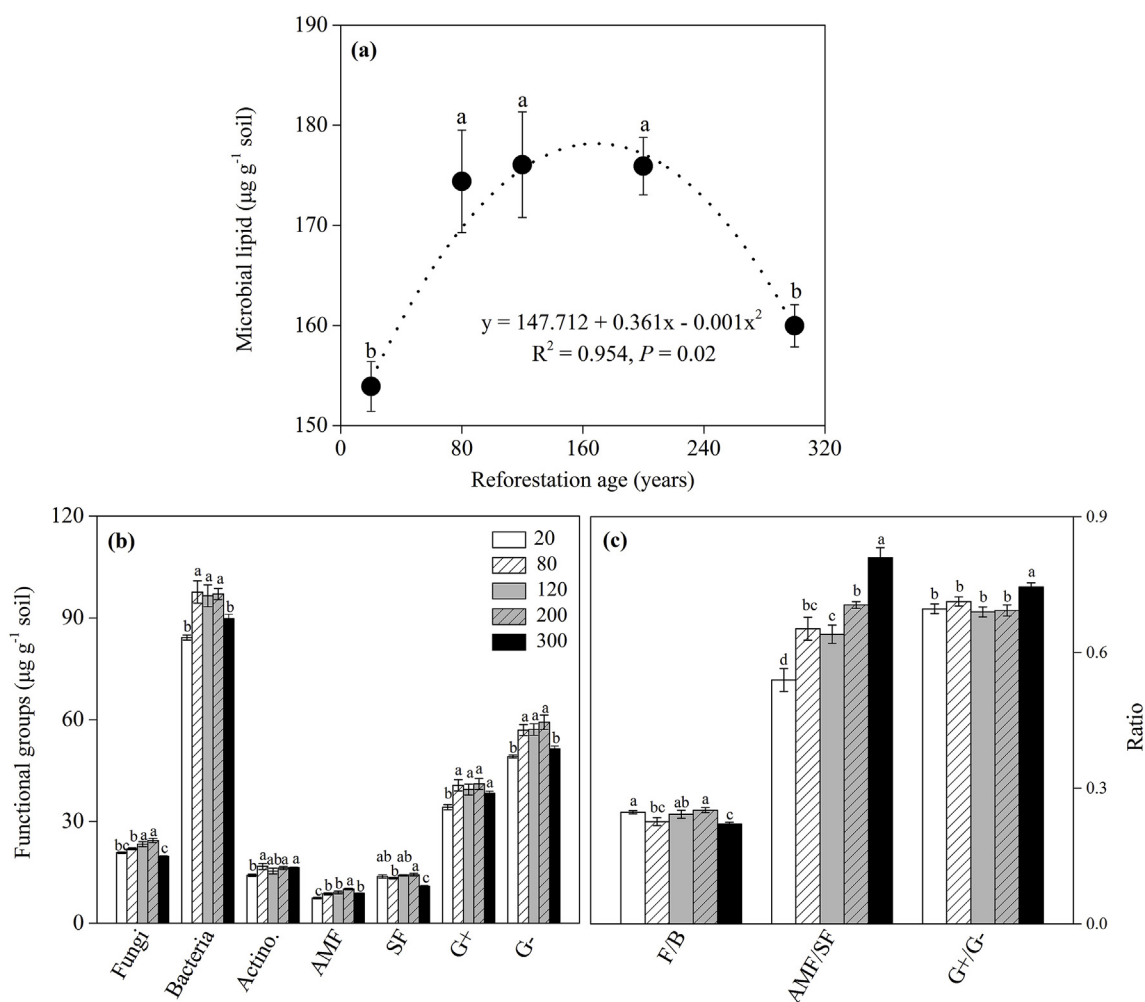 190
(a)
a
a
a
180
170
b
160
y = 147.712 + 0.361x - 0.001x²
b
R² = 0.954, P = 0.02
150
0 80 160 240 320
Microbial lipid (μg g⁻¹ soil)
Reforestation age (years)
120
(b)
20
80
120
200
300
90
60
30
0
Functional groups (μg g⁻¹ soil)
bc b a a c
b a a a b
b a ab a a
c b b a b
ab b ab a c
b a a a a
b a a a b
Fungi Bacteria Actino. AMF SF G+ G-
(c)
0.9
0.6
0.3
0.0
Ratio
a bc ab a c
d bc c b a
b b b b a
F/B AMF/SF G+/G-